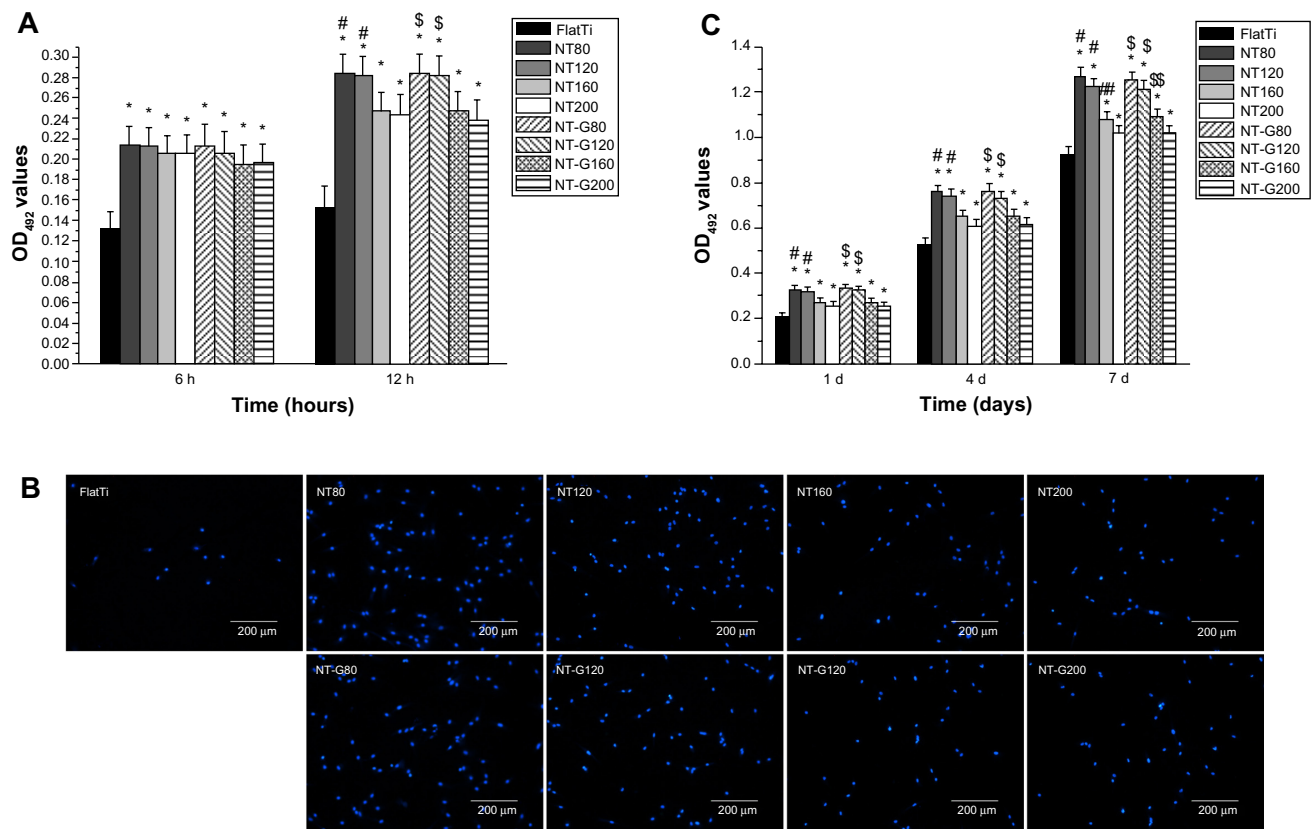 A
FlatTi
NT80
NT120
NT160
NT200
NT-G80
NT-G120
NT-G160
NT-G200
0.30
0.28
0.26
0.24
0.22
0.20
0.18
0.16
0.14
0.12
0.10
0.08
0.06
0.04
0.02
0.00
OD492 values
* * * * * * * *
# # $ $
* * * * * * * *
6 h
12 h
Time (hours)
C
FlatTi
NT80
NT120
NT160
NT200
NT-G80
NT-G120
NT-G160
NT-G200
1.4
1.2
1.0
0.8
0.6
0.4
0.2
0.0
OD492 values
# # $ $
* * * * * * * *
# # $ $
* * * * * * * *
# # ## $ $ $$
* * * * * * * *
1 d
4 d
7 d
Time (days)
B
FlatTi
200 µm
NT80
200 µm
NT120
200 µm
NT160
200 µm
NT200
200 µm
NT-G80
200 µm
NT-G120
200 µm
NT-G120
200 µm
NT-G200
200 µm